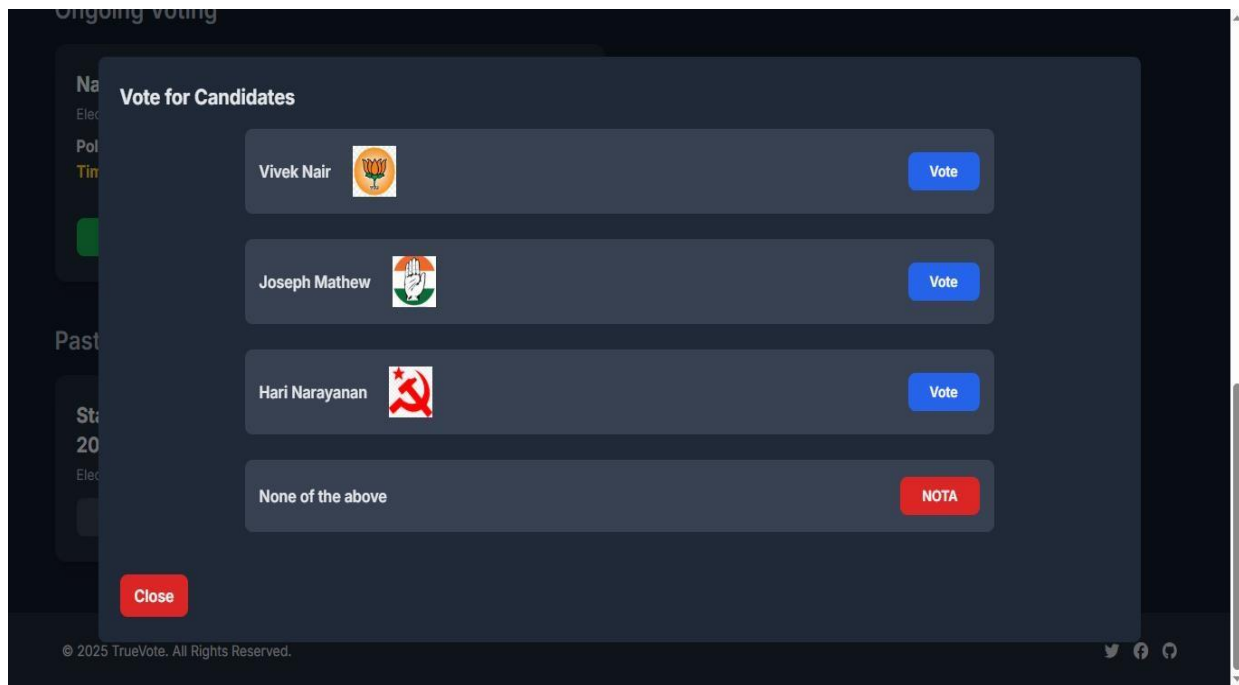 Ongoing Voting
Vote for Candidates
Vivek Nair
Vote
Joseph Mathew
Vote
Hari Narayanan
Vote
None of the above
NOTA
Past
20
Close
© 2025 TrueVote. All Rights Reserved.